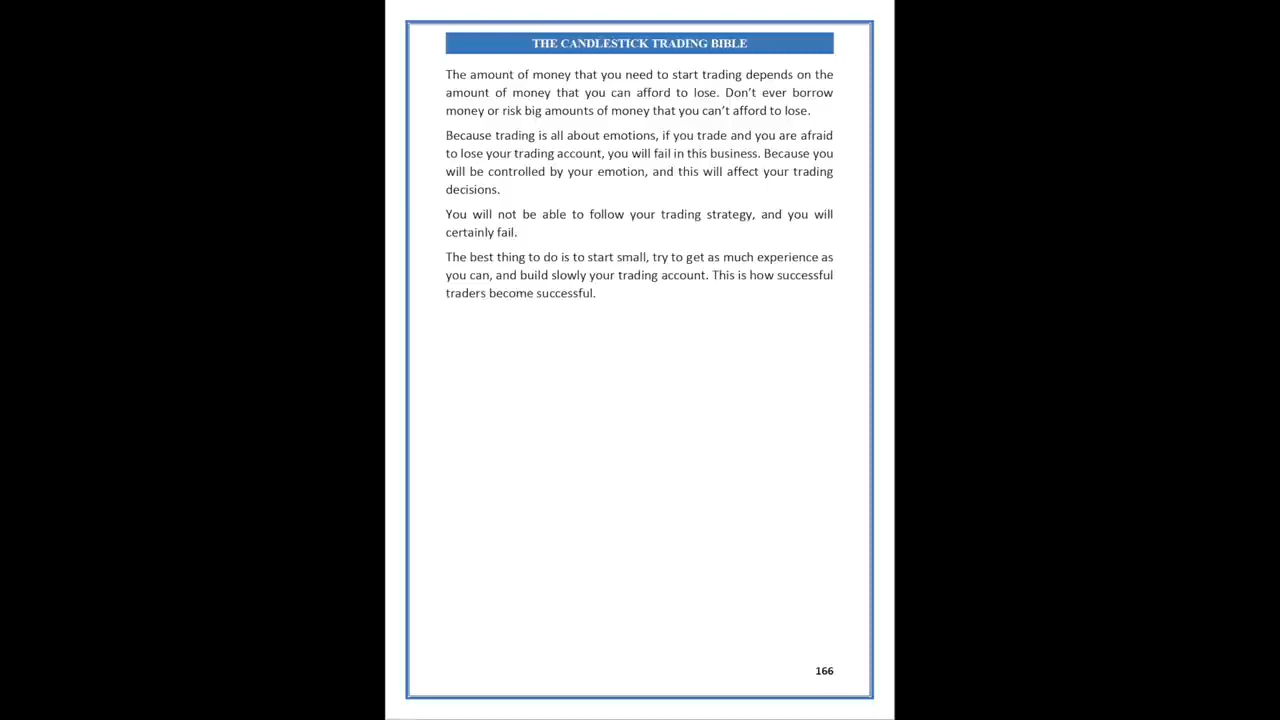 THE CANDLESTICK TRADING BIBLE
The amount of money that you need to start trading depends on the
amount of money that you can afford to lose. Don’t ever borrow
money or risk big amounts of money that you can’t afford to lose.
Because trading is all about emotions, if you trade and you are afraid
to lose your trading account, you will fail in this business. Because you
will be controlled by your emotion, and this will affect your trading
decisions.
You will not be able to follow your trading strategy, and you will
certainly fail.
The best thing to do is to start small, try to get as much experience as
you can, and build slowly your trading account. This is how successful
traders become successful.
166